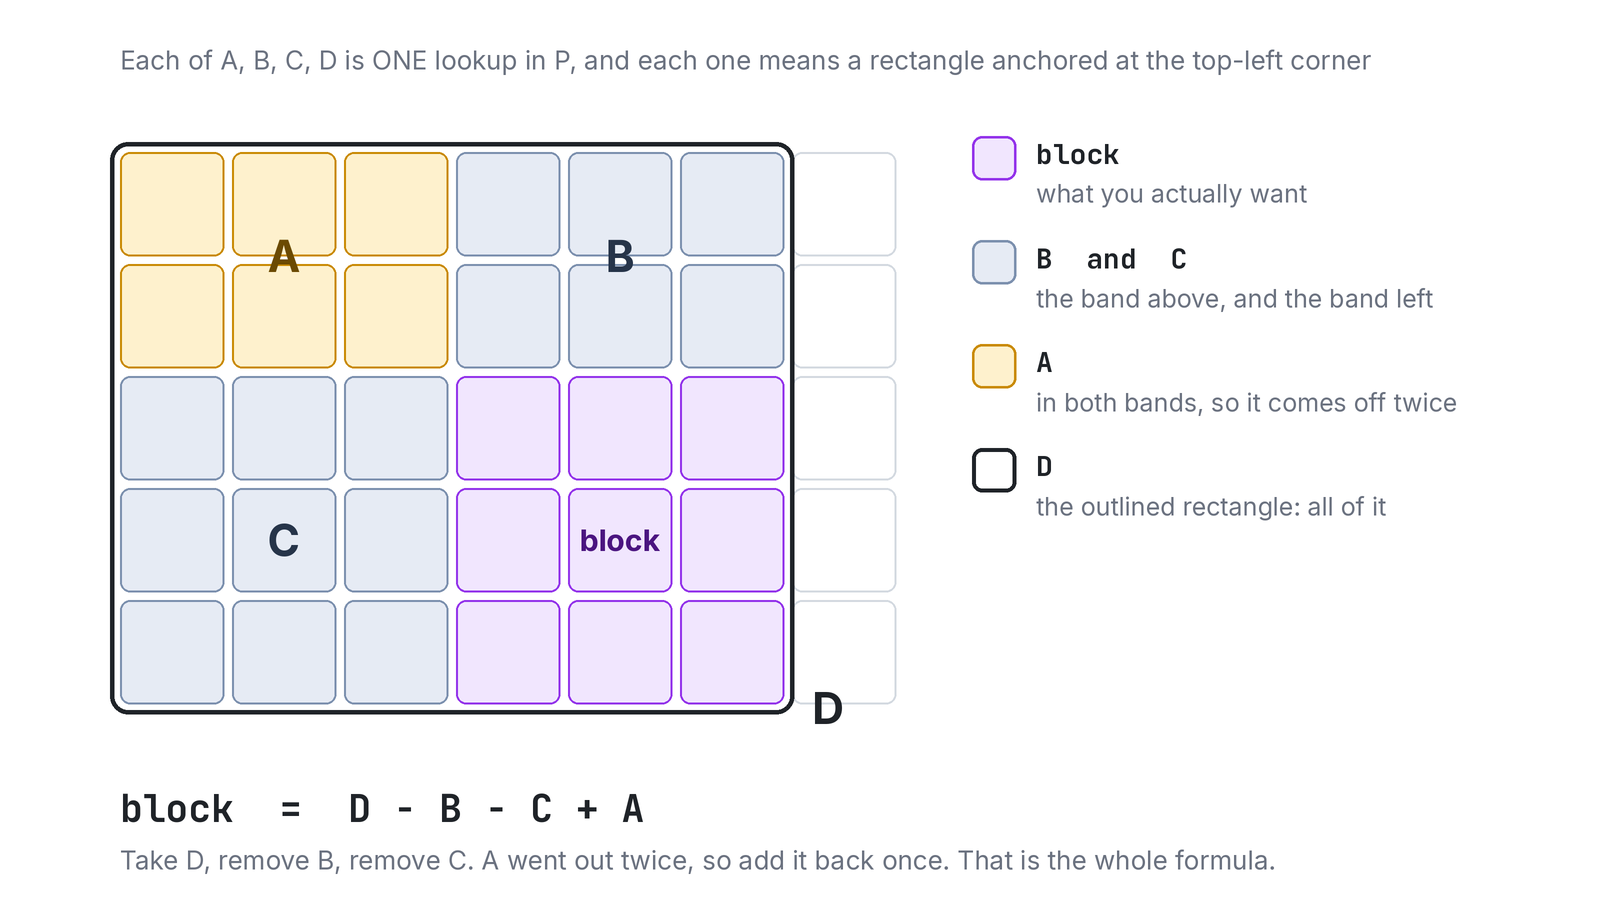 Each of A, B, C, D is ONE lookup in P, and each one means a rectangle anchored at the top-left corner
A
B
C
block
D
block
what you actually want
B and C
the band above, and the band left
A
in both bands, so it comes off twice
D
the outlined rectangle: all of it
block = D - B - C + A
Take D, remove B, remove C. A went out twice, so add it back once. That is the whole formula.